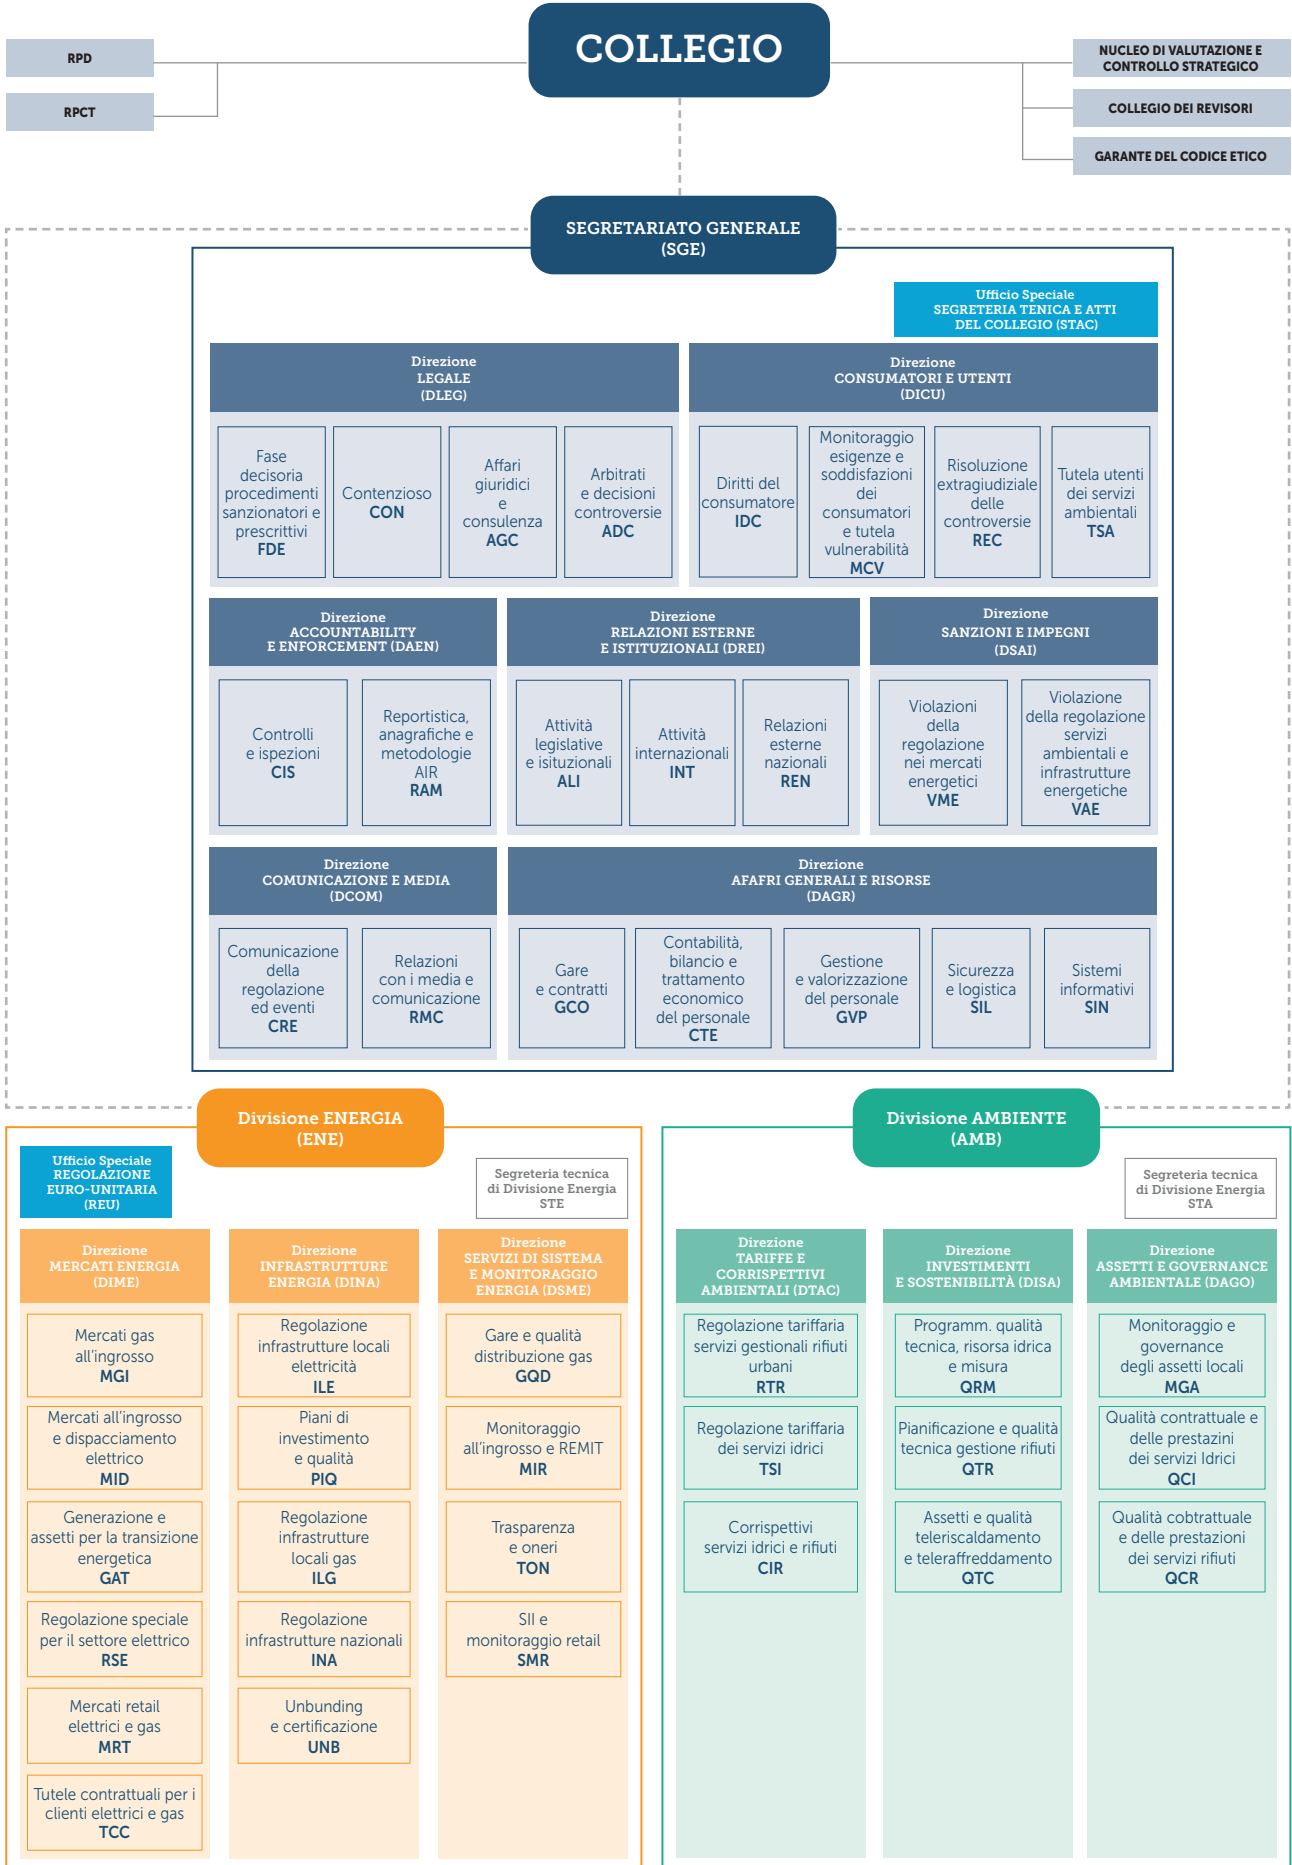 COLLEGIO
RPD
RPCT
NUCLEO DI VALUTAZIONE E
CONTROLLO STRATEGICO
COLLEGIO DEI REVISORI
GARANTE DEL CODICE ETICO
SEGRETARIATO GENERALE
(SGE)
Ufficio Speciale
SEGRETERIA TENICA E ATTI
DEL COLLEGIO (STAC)
Direzione
LEGALE
(DLEG)
Fase
decisoria
procedimenti
sanzionatori e
prescrittivi
FDE
Contenzioso
CON
Affari
giuridici
e
consulenza
AGC
Arbitrati
e decisioni
controversie
ADC
Direzione
CONSUMATORI E UTENTI
(DICU)
Diritti del
consumatore
IDC
Monitoraggio
esigenze e
soddisfazioni
dei
consumatori
e tutela
vulnerabilità
MCV
Risoluzione
extragiudiziale
delle
controversie
REC
Tutela utenti
dei servizi
ambientali
TSA
Direzione
ACCOUNTABILITY
E ENFORCEMENT (DAEN)
Controlli
e ispezioni
CIS
Reportistica,
anagrafiche e
metodologie
AIR
RAM
Direzione
RELAZIONI ESTERNE
E ISTITUZIONALI (DREI)
Attività
legislative
e isituzionali
ALI
Attività
internazionali
INT
Relazioni
esterne
nazionali
REN
Direzione
SANZIONI E IMPEGNI
(DSAI)
Violazioni
della
regolazione
nei mercati
energetici
VME
Violazione
della regolazione
servizi
ambientali e
infrastrutture
energetiche
VAE
Direzione
COMUNICAZIONE E MEDIA
(DCOM)
Comunicazione
della
regolazione
ed eventi
CRE
Relazioni
con i media e
comunicazione
RMC
Direzione
AFAFRI GENERALI E RISORSE
(DAGR)
Gare
e contratti
GCO
Contabilità,
bilancio e
trattamento
economico
del personale
CTE
Gestione
e valorizzazione
del personale
GVP
Sicurezza
e logistica
SIL
Sistemi
informativi
SIN
Divisione ENERGIA
(ENE)
Ufficio Speciale
REGOLAZIONE
EURO-UNITARIA
(REU)
Segreteria tecnica
di Divisione Energia
STE
Direzione
MERCATI ENERGIA
(DIME)
Mercati gas
all'ingrosso
MGI
Mercati all'ingrosso
e dispacciamento
elettrico
MID
Generazione e
assetti per la transizione
energetica
GAT
Regolazione speciale
per il settore elettrico
RSE
Mercati retail
elettrici e gas
MRT
Tutele contrattuali per i
clienti elettrici e gas
TCC
Direzione
INFRASTRUTTURE
ENERGIA (DINA)
Regolazione
infrastrutture locali
elettricità
ILE
Piani di
investimento
e qualità
PIQ
Regolazione
infrastrutture
locali gas
ILG
Regolazione
infrastrutture nazionali
INA
Unbunding
e certificazione
UNB
Direzione
SERVIZI DI SISTEMA
E MONITORAGGIO
ENERGIA (DSME)
Gare e qualità
distribuzione gas
GQD
Monitoraggio
all'ingrosso e REMIT
MIR
Trasparenza
e oneri
TON
SII e
monitoraggio retail
SMR
Divisione AMBIENTE
(AMB)
Segreteria tecnica
di Divisione Energia
STA
Direzione
TARIFFE E
CORRISPETTIVI
AMBIENTALI (DTAC)
Regolazione tariffaria
servizi gestionali rifiuti
urbani
RTR
Regolazione tariffaria
dei servizi idrici
TSI
Corrispettivi
servizi idrici e rifiuti
CIR
Direzione
INVESTIMENTI
E SOSTENIBILITÀ (DISA)
Programm. qualità
tecnica, risorsa idrica
e misura
QRM
Pianificazione e qualità
tecnica gestione rifiuti
QTR
Assetti e qualità
teleriscaldamento
e teleraffreddamento
QTC
Direzione
ASSETTI E GOVERNANCE
AMBIENTALE (DAGO)
Monitoraggio e
governance
degli assetti locali
MGA
Qualità contrattuale e
delle prestazini
dei servizi Idrici
QCI
Qualità cobtrattuale
e delle prestazioni
dei servizi rifiuti
QCR